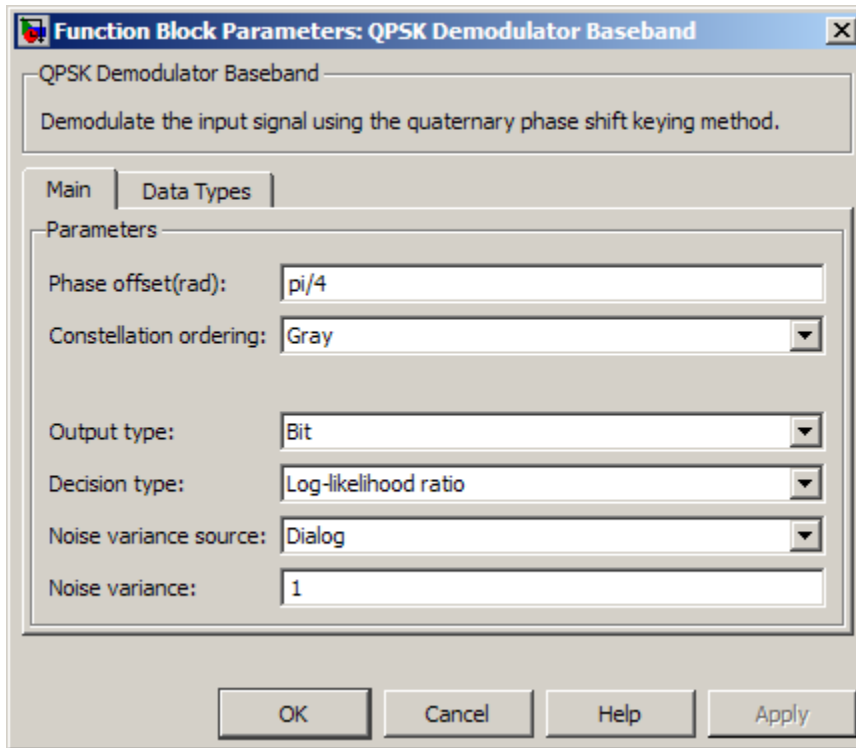 Function Block Parameters: QPSK Demodulator Baseband
QPSK Demodulator Baseband
Demodulate the input signal using the quaternary phase shift keying method.
Main Data Types
Parameters
Phase offset(rad): pi/4
Constellation ordering: Gray
Output type: Bit
Decision type: Log-likelihood ratio
Noise variance source: Dialog
Noise variance: 1
OK Cancel Help Apply